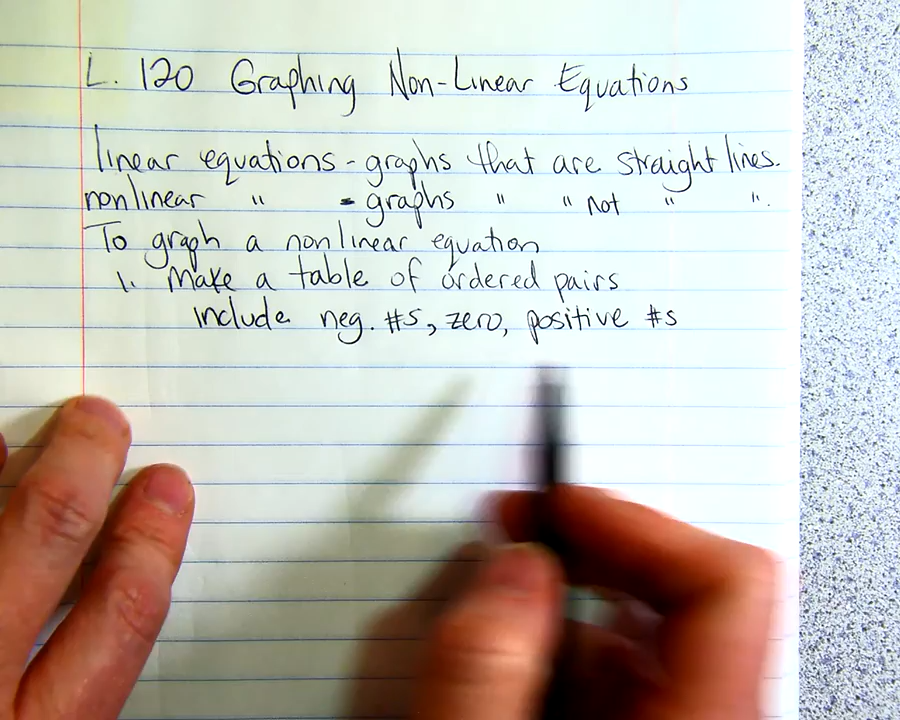 L. 120 Graphing Non-Linear Equations
linear equations - graphs that are straight lines.
nonlinear " - graphs " " not " ".
To graph a nonlinear equation
1. Make a table of ordered pairs
include neg. #s, zero, positive #s